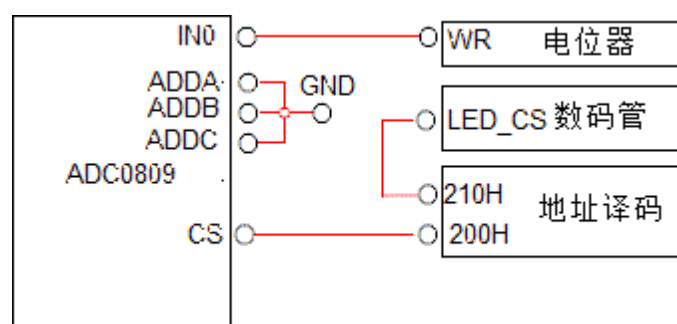 IN0
WR 电位器
ADDA
GND
ADDB
ADDC
LED_CS 数码管
ADC0809
210H
地址译码
CS
200H